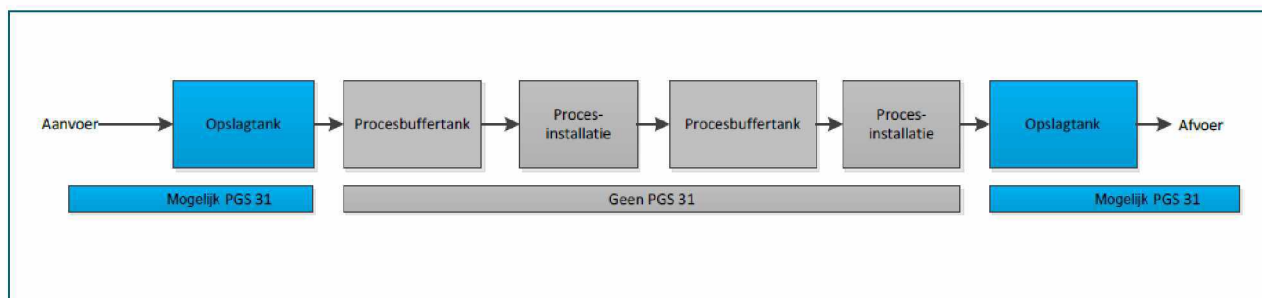 Aanvoer
Opslagtank
Procesbuffertank
Proces-
installatie
Procesbuffertank
Proces-
installatie
Opslagtank
Afvoer
Mogelijk PGS 31
Geen PGS 31
Mogelijk PGS 31